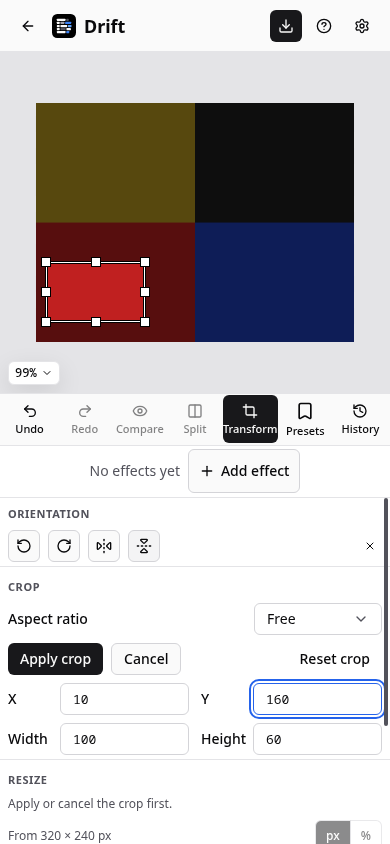 Drift
99%
Undo
Redo
Compare
Split
Transform
Presets
History
No effects yet
Add effect
ORIENTATION
CROP
Aspect ratio
Free
Apply crop
Cancel
Reset crop
X
10
Y
160
Width
100
Height
60
RESIZE
Apply or cancel the crop first.
From 320 × 240 px
px
%